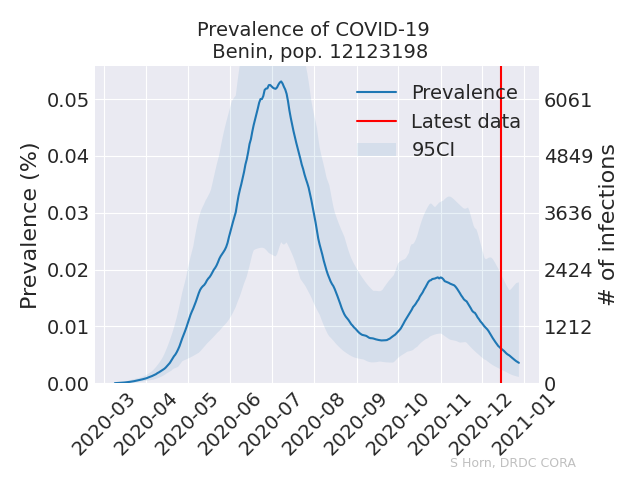 Prevalence of COVID-19
Benin, pop. 12123198
Prevalence
Latest data
95CI
Prevalence (%)
0.05
0.04
0.03
0.02
0.01
0.00
6061
4849
3636
2424
1212
0
# of infections
2020-03
2020-04
2020-05
2020-06
2020-07
2020-08
2020-09
2020-10
2020-11
2020-12
2021-01
S Horn, DRDC CORA